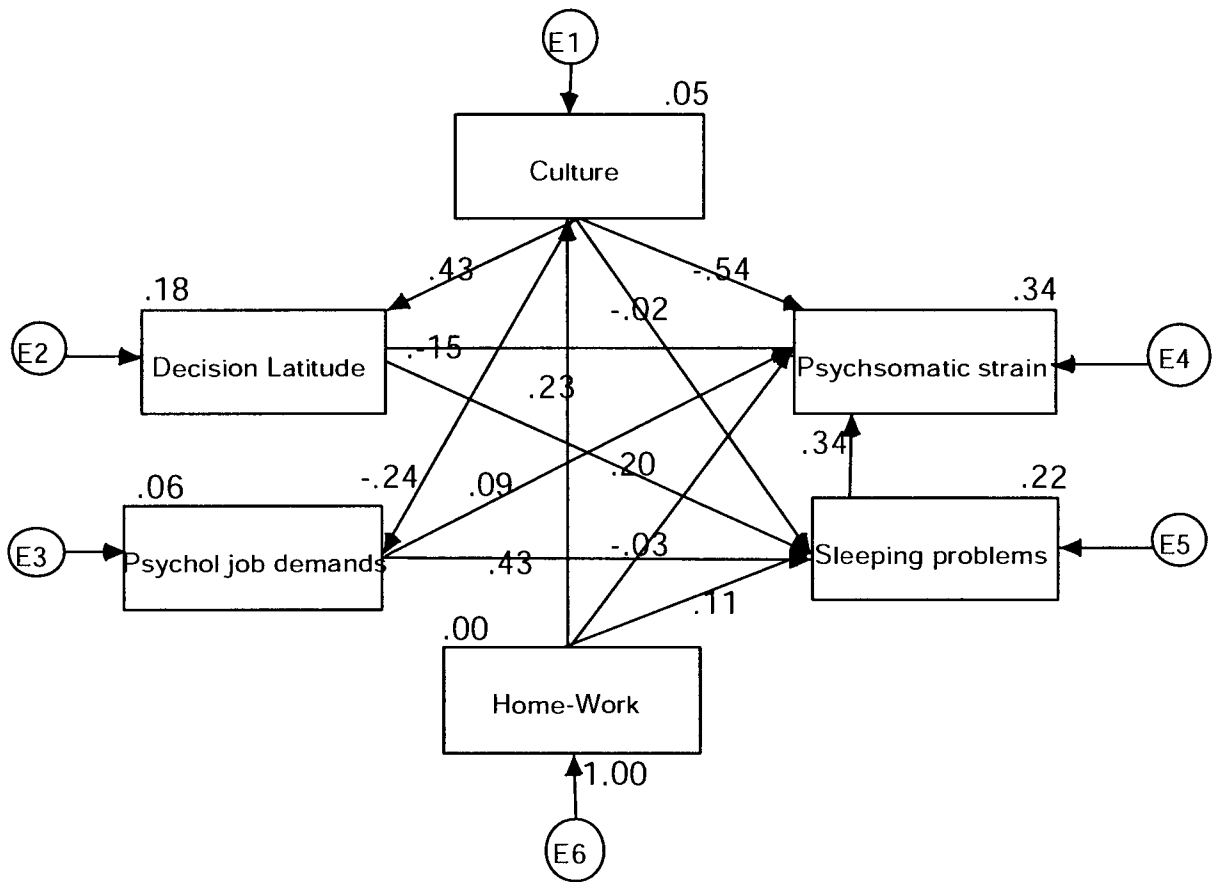 E1
.05
Culture
.43
-.54
.18
.34
-.02
E2
Decision Latitude
.-15
Psychsomatic strain
E4
.23
.34
.20
-.24
.09
.06
.22
E3
Psychol job demands
.43
-.03
Sleeping problems
E5
.11
.00
Home-Work
1.00
E6